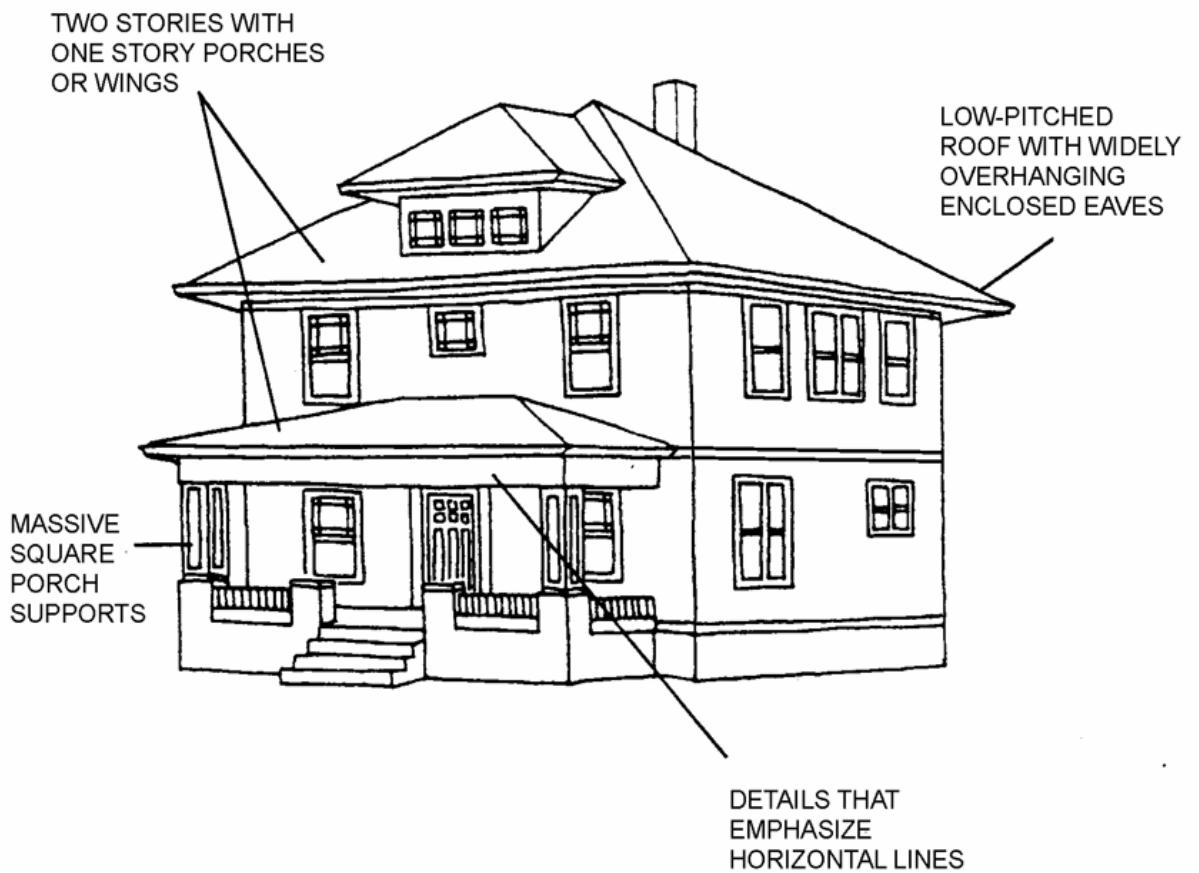 TWO STORIES WITH
ONE STORY PORCHES
OR WINGS
LOW-PITCHED
ROOF WITH WIDELY
OVERHANGING
ENCLOSED EAVES
MASSIVE
SQUARE
PORCH
SUPPORTS
DETAILS THAT
EMPHASIZE
HORIZONTAL LINES